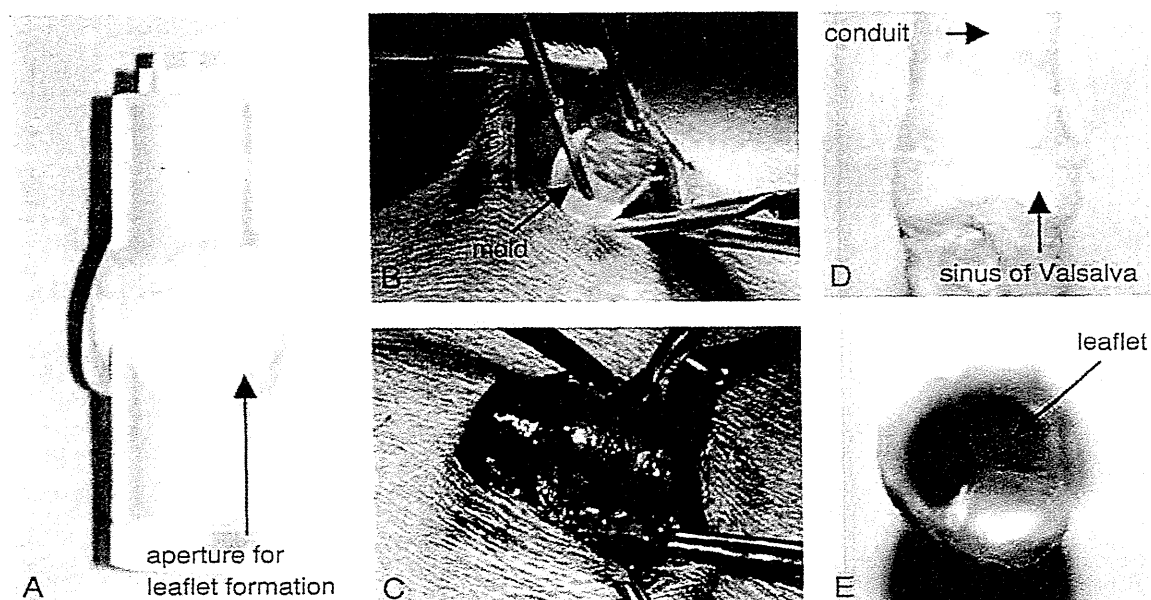 A
aperture for
leaflet formation
B
mold
C
conduit
D
sinus of Valsalva
leaflet
E